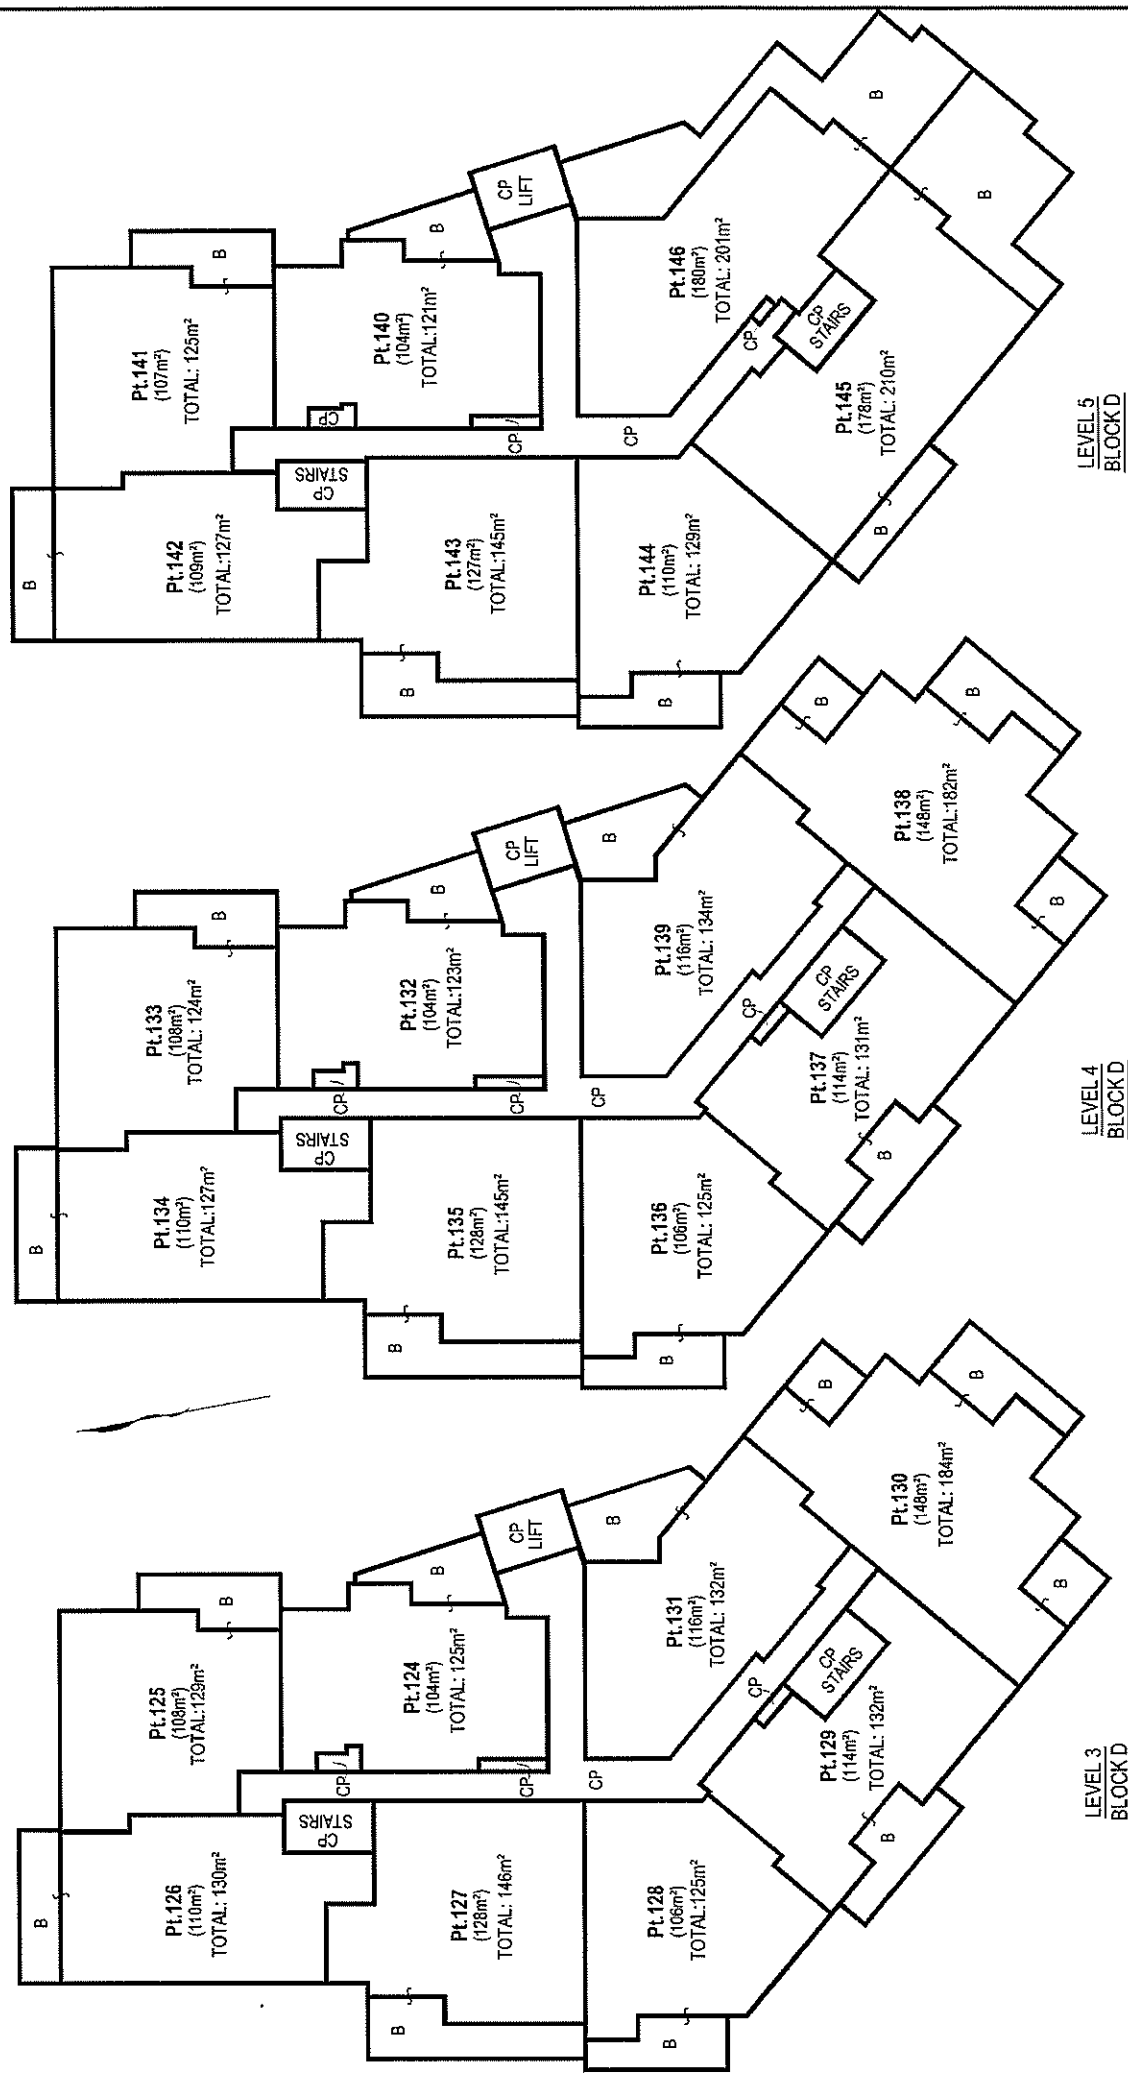 B
B
Pt.141
(107m²)
TOTAL: 125m²
Pt.142
(109m²)
TOTAL:127m²
CP
STAIRS
CP
Pt.140
(104m²)
TOTAL:121m²
B
CP
LIFT
CP
Pt.143
(127m²)
TOTAL:145m²
B
CP
Pt.144
(110m²)
TOTAL: 129m²
B
Pt.146
(180m²)
TOTAL: 201m²
B
CP
CP
STAIRS
Pt.145
(178m²)
TOTAL: 210m²
B
B
LEVEL 5
BLOCK D
B
B
Pt.133
(108m²)
TOTAL: 124m²
Pt.134
(110m²)
TOTAL:127m²
CP
STAIRS
CP
Pt.132
(104m²)
TOTAL:123m²
B
CP
LIFT
CP
Pt.135
(128m²)
TOTAL:145m²
B
CP
Pt.136
(106m²)
TOTAL: 125m²
B
B
Pt.139
(116m²)
TOTAL: 134m²
CP
CP
STAIRS
Pt.137
(114m²)
TOTAL: 131m²
B
B
B
Pt.138
(148m²)
TOTAL:182m²
B
LEVEL 4
BLOCK D
B
B
Pt.125
(108m²)
TOTAL:129m²
Pt.126
(110m²)
TOTAL: 130m²
CP
STAIRS
CP
Pt.124
(104m²)
TOTAL: 125m²
B
CP
LIFT
CP
Pt.127
(128m²)
TOTAL: 146m²
B
CP
Pt.128
(106m²)
TOTAL:125m²
B
B
Pt.131
(116m²)
TOTAL: 132m²
CP
CP
STAIRS
Pt.129
(114m²)
TOTAL: 132m²
B
B
B
Pt.130
(148m²)
TOTAL: 184m²
B
LEVEL 3
BLOCK D